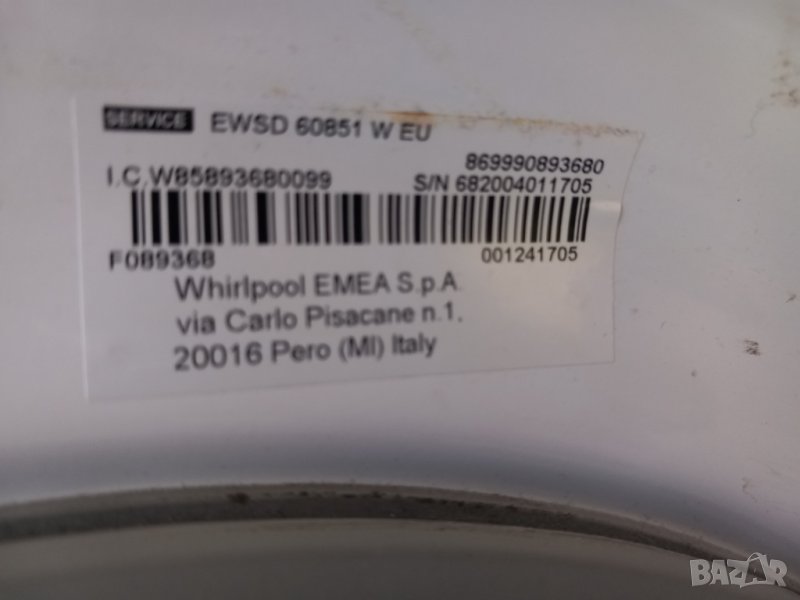 SERVICE EWSD 60851 W EU
869990893680
I.C.W85893680099 S/N 682004011705
F089368 001241705
Whirlpool EMEA S.p.A.
via Carlo Pisacane n.1,
20016 Pero (MI) Italy
BAZAR